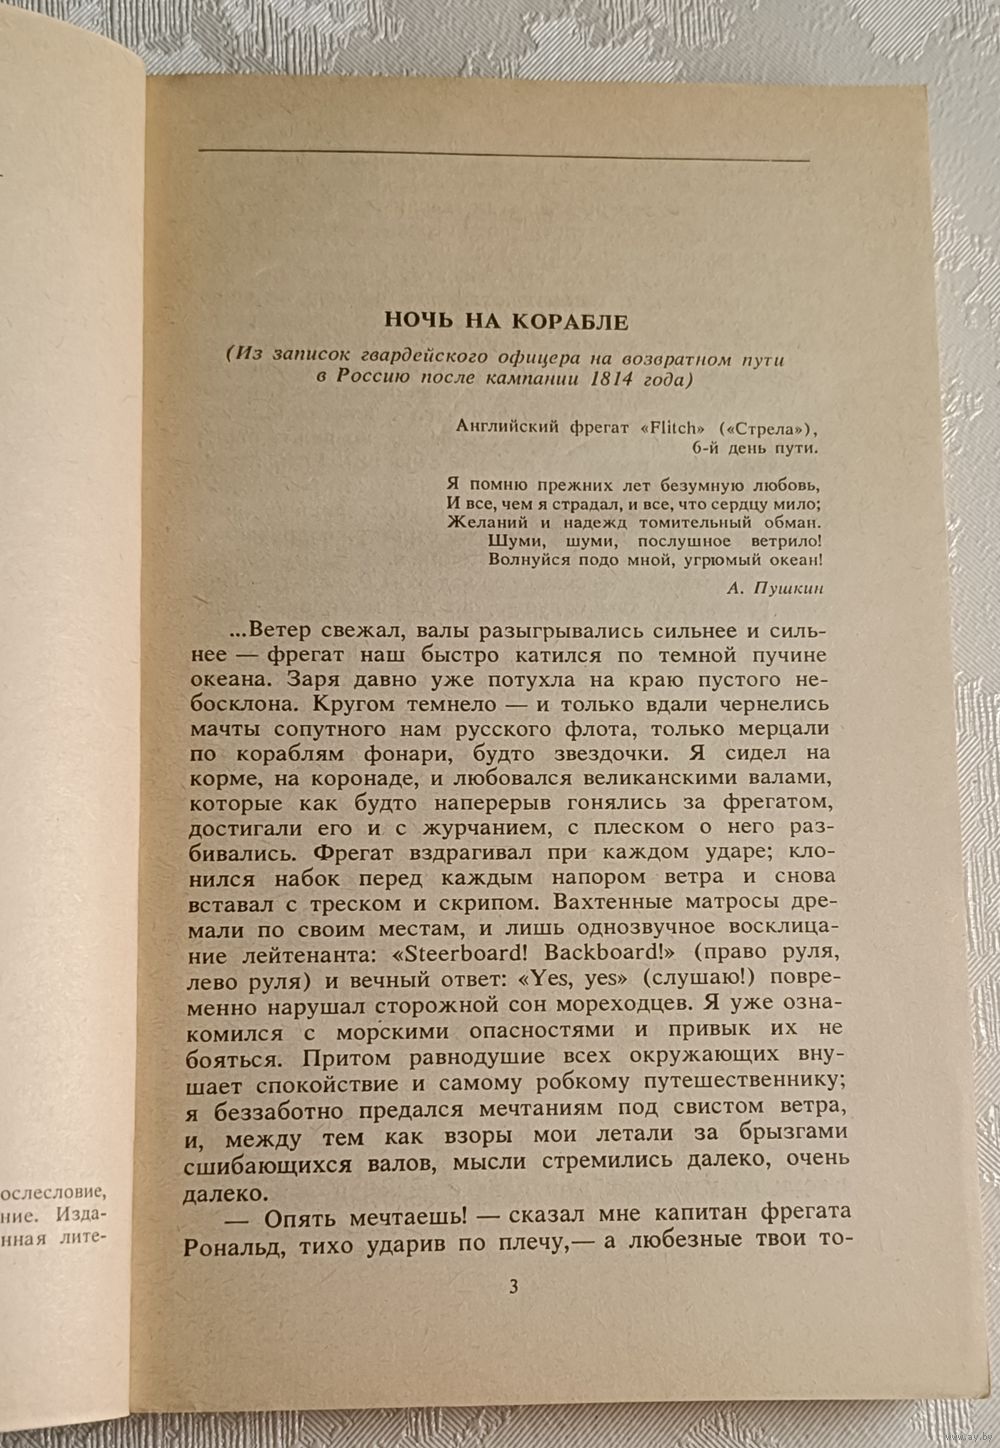 НОЧЬ НА КОРАБЛЕ
(Из записок гвардейского офицера на возвратном пути
в Россию после кампании 1814 года)
Английский фрегат «Flitch» («Стрела»),
6-й день пути.
Я помню прежних лет безумную любовь,
И все, чем я страдал, и все, что сердцу мило;
Желаний и надежд томительный обман.
Шуми, шуми, послушное ветрило!
Волнуйся подо мной, угрюмый океан!
А. Пушкин
...Ветер свежал, валы разыгрывались сильнее и силь-
нее — фрегат наш быстро катился по темной пучине
океана. Заря давно уже потухла на краю пустого не-
босклона. Кругом темнело — и только вдали чернелись
мачты сопутного нам русского флота, только мерцали
по кораблям фонари, будто звездочки. Я сидел на
корме, на коронаде, и любовался великанскими валами,
которые как будто наперерыв гонялись за фрегатом,
достигали его и с журчанием, с плеском о него раз-
бивались. Фрегат вздрагивал при каждом ударе; кло-
нился набок перед каждым напором ветра и снова
вставал с треском и скрипом. Вахтенные матросы дре-
мали по своим местам, и лишь однозвучное восклица-
ние лейтенанта: «Steerboard! Backboard!» (право руля,
лево руля) и вечный ответ: «Yes, yes» (слушаю!) повре-
менно нарушал сторожной сон мореходцев. Я уже озна-
комился с морскими опасностями и привык их не
бояться. Притом равнодушие всех окружающих вну-
шает спокойствие и самому робкому путешественнику;
я беззаботно предался мечтаниям под свистом ветра,
и, между тем как взоры мои летали за брызгами
сшибающихся валов, мысли стремились далеко, очень
далеко.
— Опять мечтаешь! — сказал мне капитан фрегата
Рональд, тихо ударив по плечу,— а любезные твои то-
3
ослесловие,
ние. Изда-
нная лите-
www.ay.by